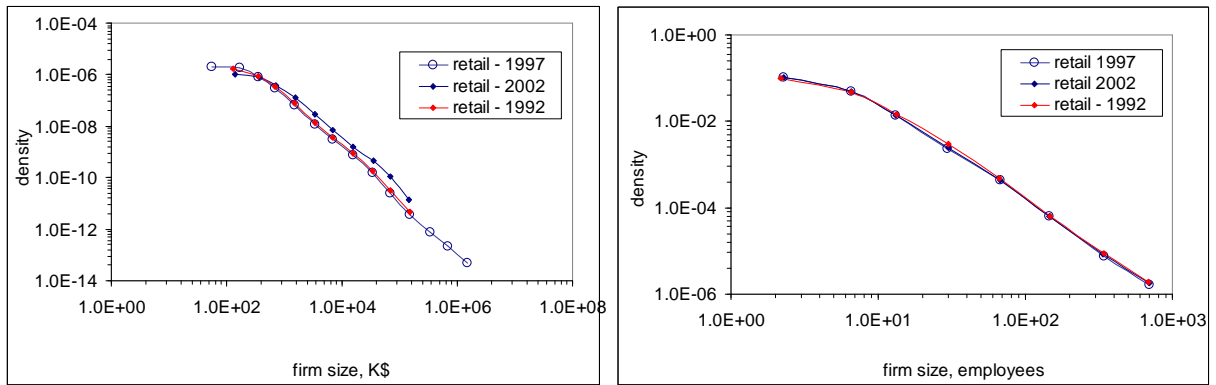 1.0E-04
1.0E-06
1.0E-08
1.0E-10
1.0E-12
1.0E-14
density
1.0E+00 1.0E+02 1.0E+04 1.0E+06 1.0E+08
firm size, K$
retail - 1997
retail - 2002
retail - 1992
1.0E+00
1.0E-02
1.0E-04
1.0E-06
density
1.0E+00 1.0E+01 1.0E+02 1.0E+03
firm size, employees
retail 1997
retail 2002
retail - 1992